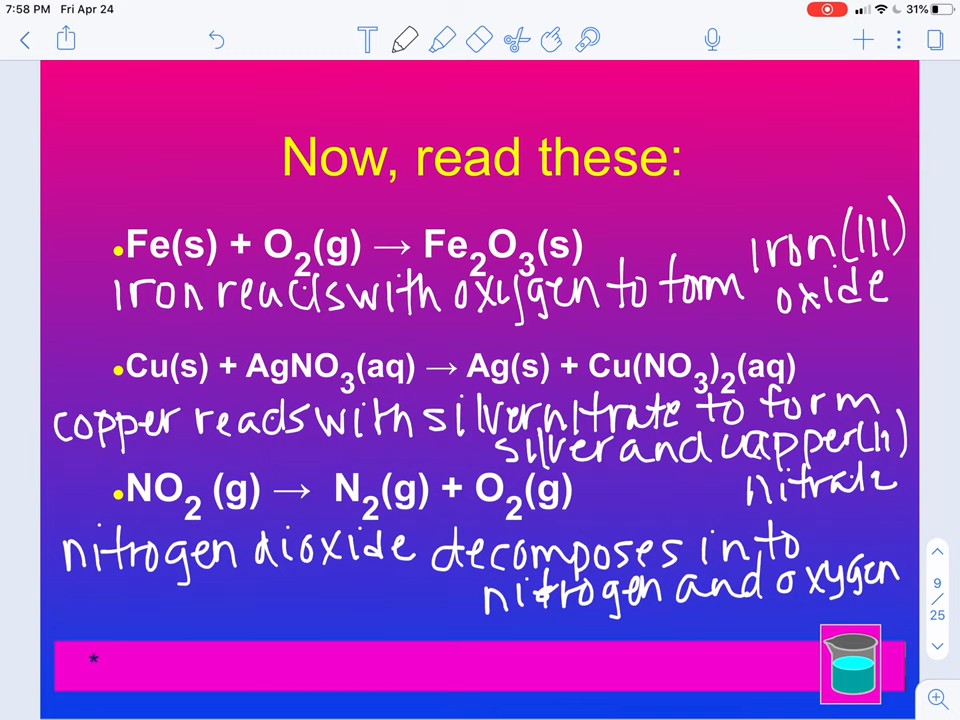 7:58 PM Fri Apr 24
31%
Now, read these:
•Fe(s) + O₂(g) → Fe₂O₃(s)
iron reacts with oxygen to form iron (III)
oxide
•Cu(s) + AgNO₃(aq) → Ag(s) + Cu(NO₃)₂(aq)
copper reacts with silver nitrate to form
silver and copper (II)
nitrate
•NO₂ (g) → N₂(g) + O₂(g)
nitrogen dioxide decomposes into
nitrogen and oxygen
9
/
25
*